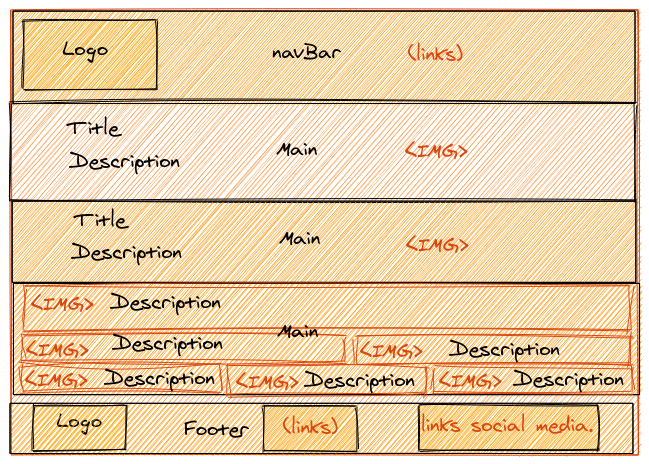 Logo navBar (links)
Title
Description Main <IMG>
Title
Description Main <IMG>
<IMG> Description
Main
<IMG> Description <IMG> Description
<IMG> Description <IMG> Description <IMG> Description
Logo Footer (links) links social media.